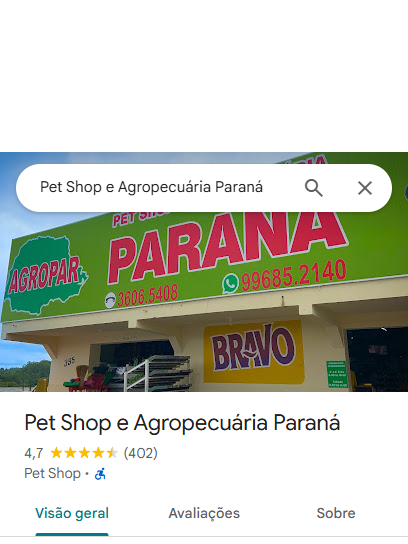 Pet Shop e Agropecuária Paraná
PET SH
PARANÁ
AGROPAR
3606.5408
99685.2140
BRAVO
385
Pet Shop e Agropecuária Paraná
4,7 (402)
Pet Shop ·
Visão geral
Avaliações
Sobre